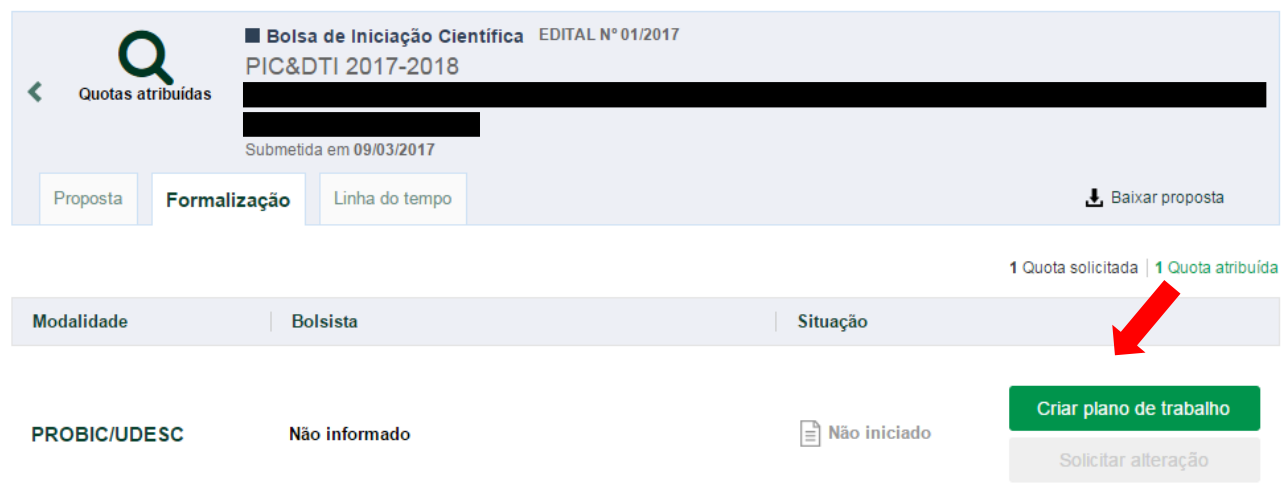 Bolsa de Iniciação Científica EDITAL Nº 01/2017
PIC&DTI 2017-2018
Quotas atribuídas
Submetida em 09/03/2017
Proposta Formalização Linha do tempo Baixar proposta
1 Quota solicitada 1 Quota atribuída
Modalidade Bolsista Situação
Criar plano de trabalho
PROBIC/UDESC Não informado Não iniciado
Solicitar alteração